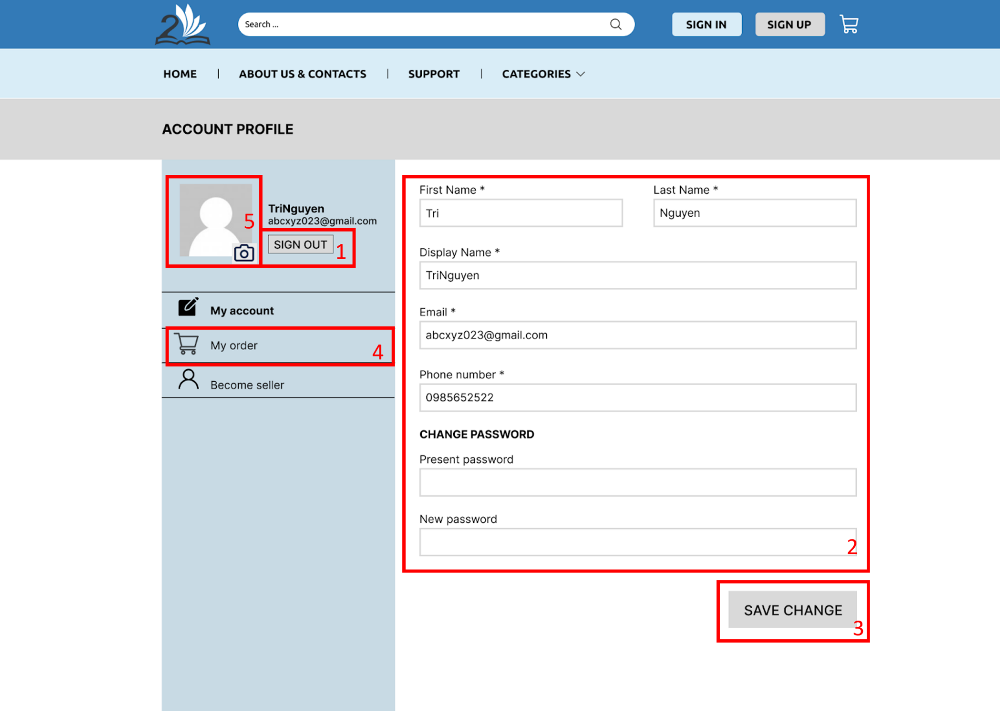 2
Search ...
SIGN IN
SIGN UP
HOME | ABOUT US & CONTACTS | SUPPORT | CATEGORIES
ACCOUNT PROFILE
5
TriNguyen
abcxyz023@gmail.com
SIGN OUT
1
My account
My order
4
Become seller
First Name *
Tri
Last Name *
Nguyen
Display Name *
TriNguyen
Email *
abcxyz023@gmail.com
Phone number *
0985652522
CHANGE PASSWORD
Present password
New password
2
SAVE CHANGE
3